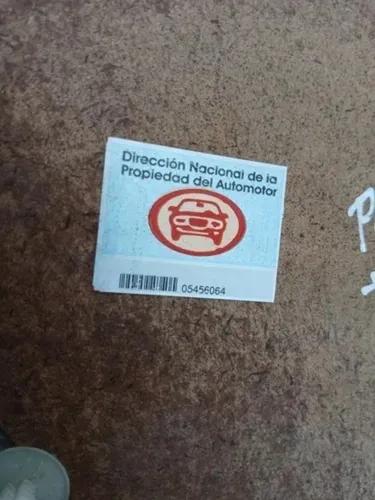 Dirección Nacional de la
Propiedad del Automotor
05456064
P